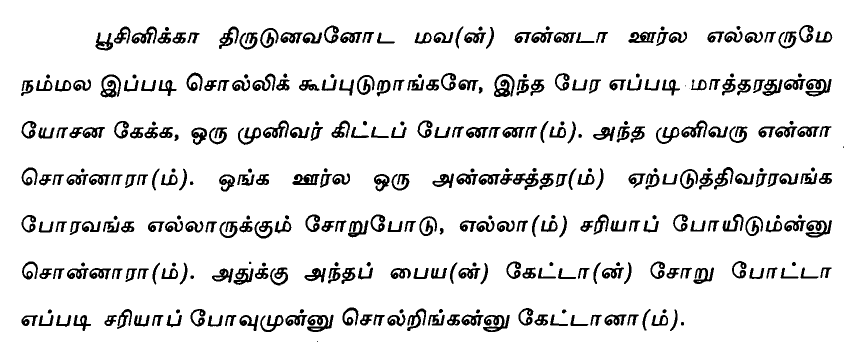 பூசினிக்கா திருடுனவனோட மவ(ன்) என்னடா ஊர்ல எல்லாருமே
நம்மல இப்படி சொல்லிக் கூப்புடுறாங்களே, இந்த பேர எப்படி மாத்தரதுன்னு
யோசன கேக்க, ஒரு முனிவர் கிட்டப் போனானா(ம்). அந்த முனிவரு என்னா
சொன்னாரா(ம்). ஒங்க ஊர்ல ஒரு அன்னச்சத்தர(ம்) ஏற்படுத்திவர்ரவங்க
போரவங்க எல்லாருக்கும் சோறுபோடு, எல்லா(ம்) சரியாப் போயிடும்ன்னு
சொன்னாரா(ம்). அதுக்கு அந்தப் பைய(ன்) கேட்டா(ன்) சோறு போட்டா
எப்படி சரியாப் போவுமுன்னு சொல்றிங்கன்னு கேட்டானா(ம்).